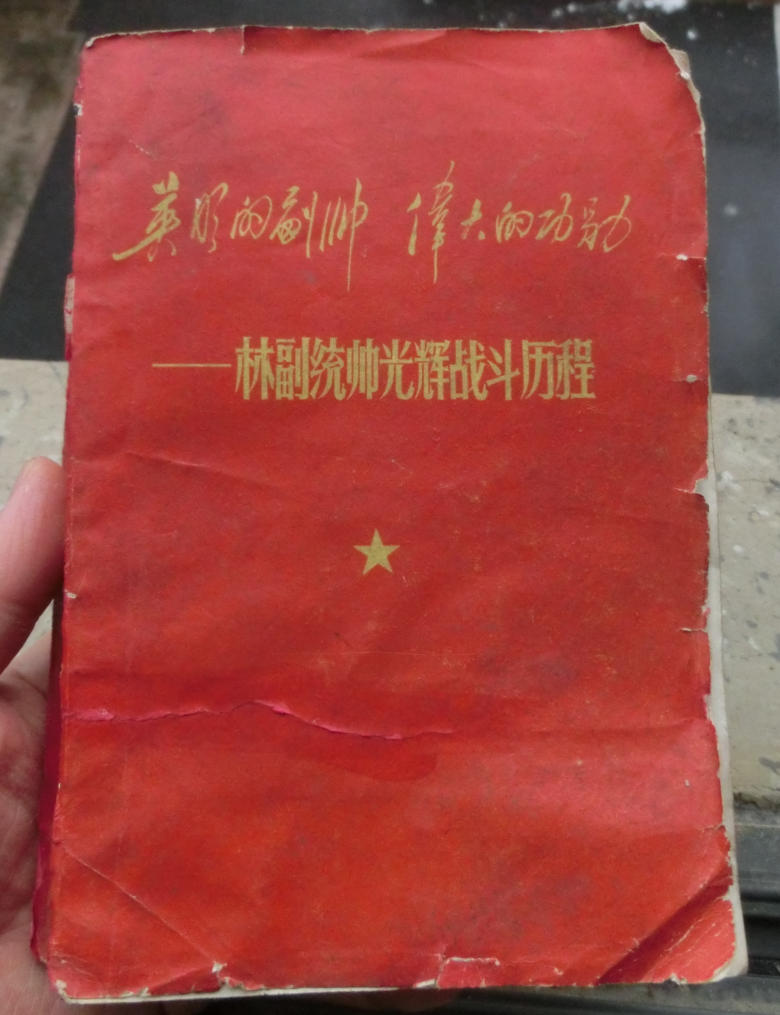 英明的副帅 偉大的功勋
——林副统帅光辉战斗历程